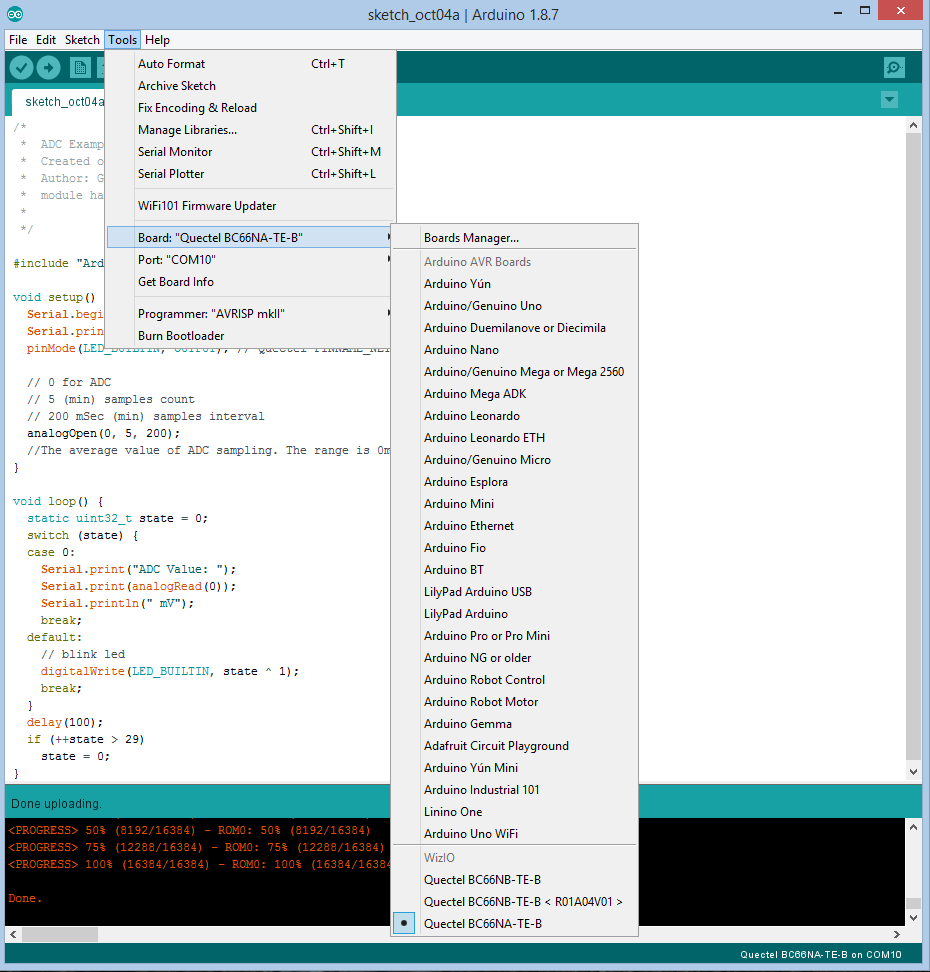 sketch_oct04a | Arduino 1.8.7
File Edit Sketch Tools Help
sketch_oct04a
Auto Format Ctrl+T
Archive Sketch
Fix Encoding & Reload
Manage Libraries... Ctrl+Shift+I
Serial Monitor Ctrl+Shift+M
Serial Plotter Ctrl+Shift+L
WiFi101 Firmware Updater
Board: "Quectel BC66NA-TE-B"
Port: "COM10"
Get Board Info
Programmer: "AVRISP mkII"
Burn Bootloader
Boards Manager...
Arduino AVR Boards
Arduino Yún
Arduino/Genuino Uno
Arduino Duemilanove or Diecimila
Arduino Nano
Arduino/Genuino Mega or Mega 2560
Arduino Mega ADK
Arduino Leonardo
Arduino Leonardo ETH
Arduino/Genuino Micro
Arduino Esplora
Arduino Mini
Arduino Ethernet
Arduino Fio
Arduino BT
LilyPad Arduino USB
LilyPad Arduino
Arduino Pro or Pro Mini
Arduino NG or older
Arduino Robot Control
Arduino Robot Motor
Arduino Gemma
Adafruit Circuit Playground
Arduino Yún Mini
Arduino Industrial 101
Linino One
Arduino Uno WiFi
WizIO
Quectel BC66NB-TE-B
Quectel BC66NB-TE-B < R01A04V01 >
Quectel BC66NA-TE-B
/*
* ADC Examp
* Created o
* Author: G
* module ha
*
*/
#include "Ard
void setup()
Serial.begi
Serial.prin
pinMode(LED_BUILTIN, OUTPUT); // Quectel PINNAME_NE
// 0 for ADC
// 5 (min) samples count
// 200 mSec (min) samples interval
analogOpen(0, 5, 200);
//The average value of ADC sampling. The range is 0m
}
void loop() {
static uint32_t state = 0;
switch (state) {
case 0:
Serial.print("ADC Value: ");
Serial.print(analogRead(0));
Serial.println(" mV");
break;
default:
// blink led
digitalWrite(LED_BUILTIN, state ^ 1);
break;
}
delay(100);
if (++state > 29)
state = 0;
}
Done uploading.
<PROGRESS> 50% (8192/16384) - ROM0: 50% (8192/16384)
<PROGRESS> 75% (12288/16384) - ROM0: 75% (12288/16384)
<PROGRESS> 100% (16384/16384) - ROM0: 100% (16384/16384
Done.
Quectel BC66NA-TE-B on COM10